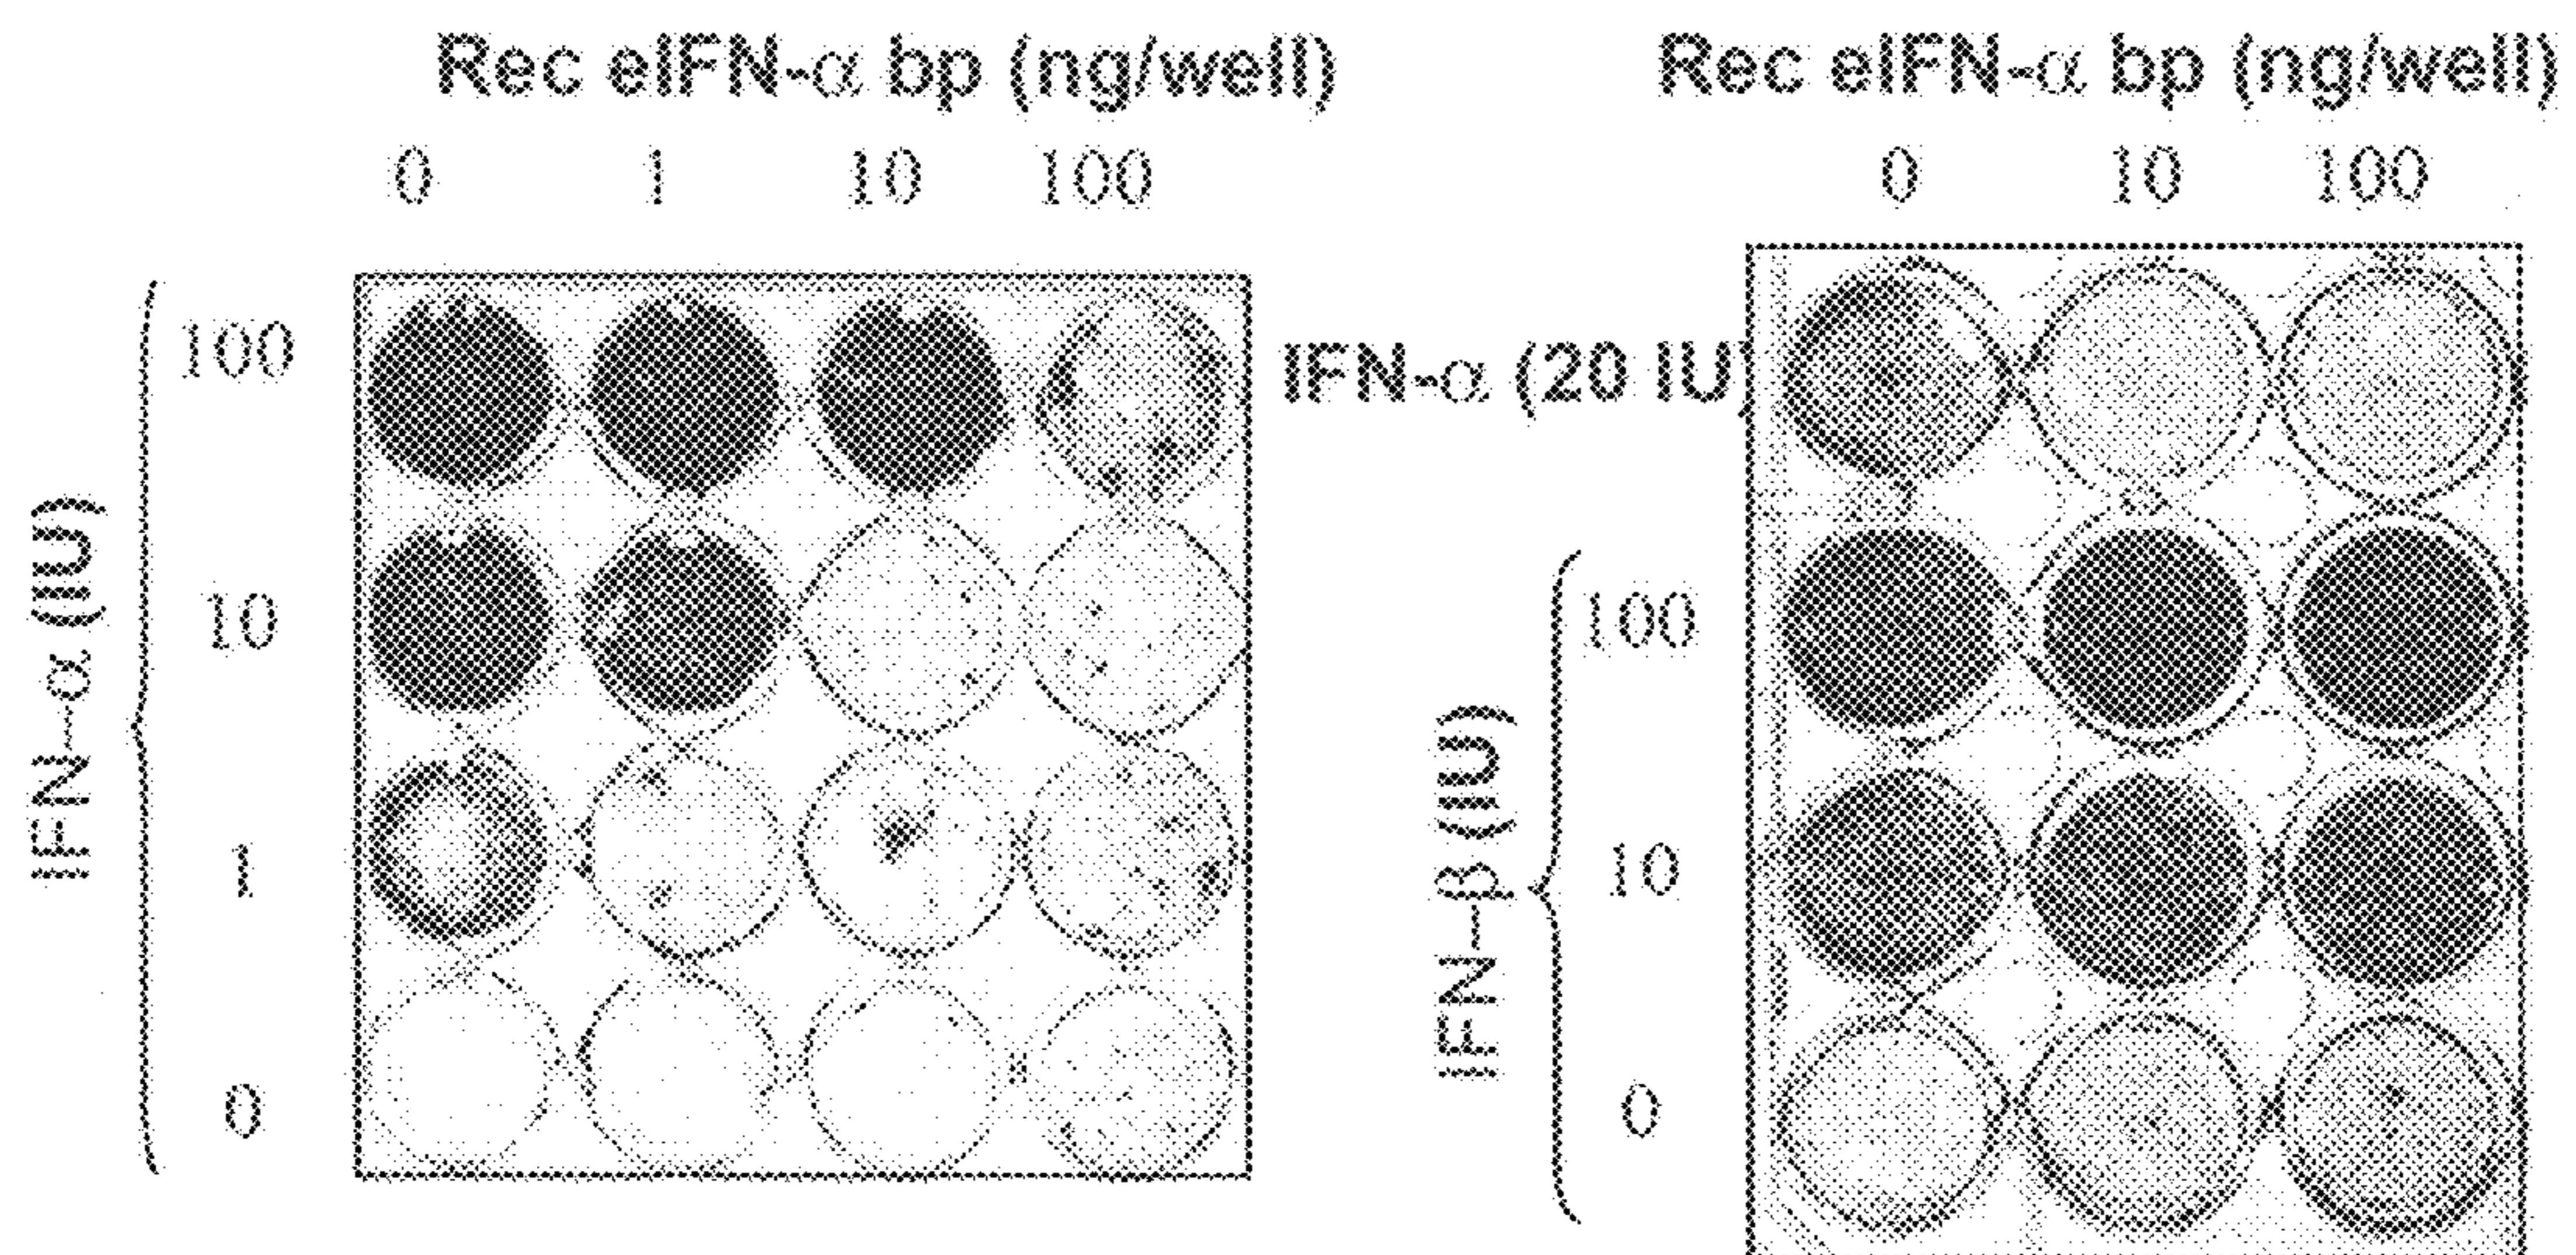 Rec eIFN-α bp (ng/well)
0 1 10 100
IFN-α (IU)
100
10
1
0
Rec eIFN-α bp (ng/well)
0 10 100
IFN-α (20 IU)
IFN-β (IU)
100
10
0